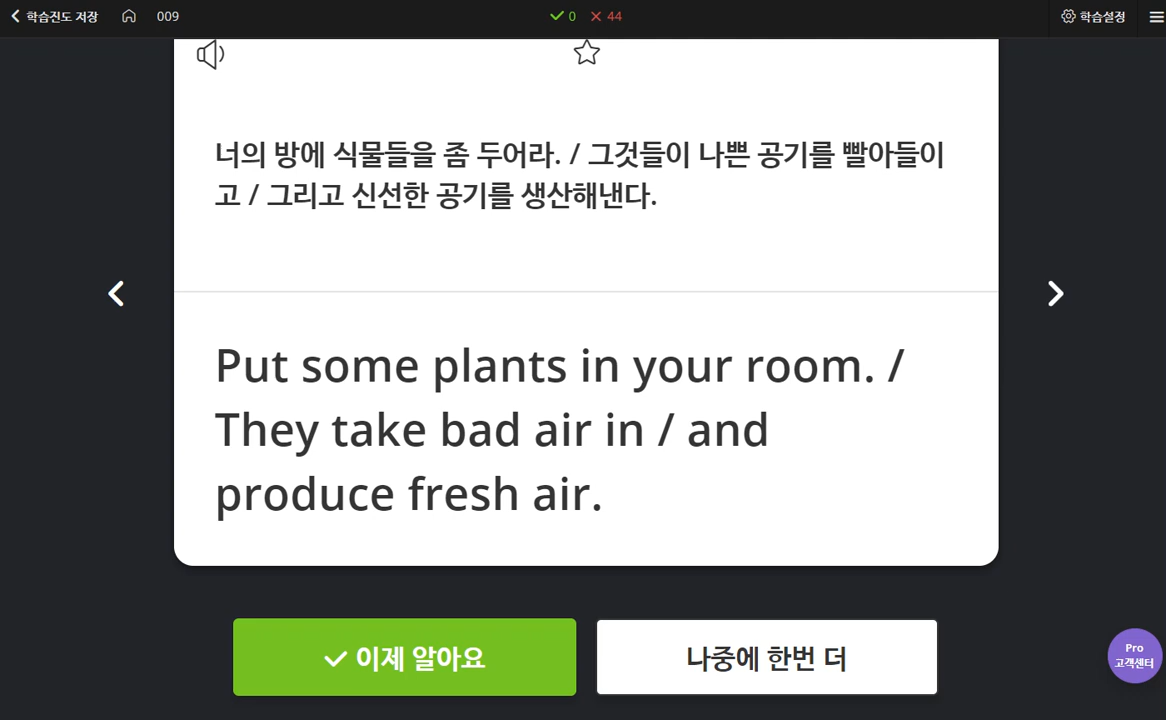 학습진도 저장 009 0 44 학습설정
너의 방에 식물들을 좀 두어라. / 그것들이 나쁜 공기를 빨아들이
고 / 그리고 신선한 공기를 생산해낸다.
Put some plants in your room. /
They take bad air in / and
produce fresh air.
이제 알아요 나중에 한번 더
Pro
고객센터